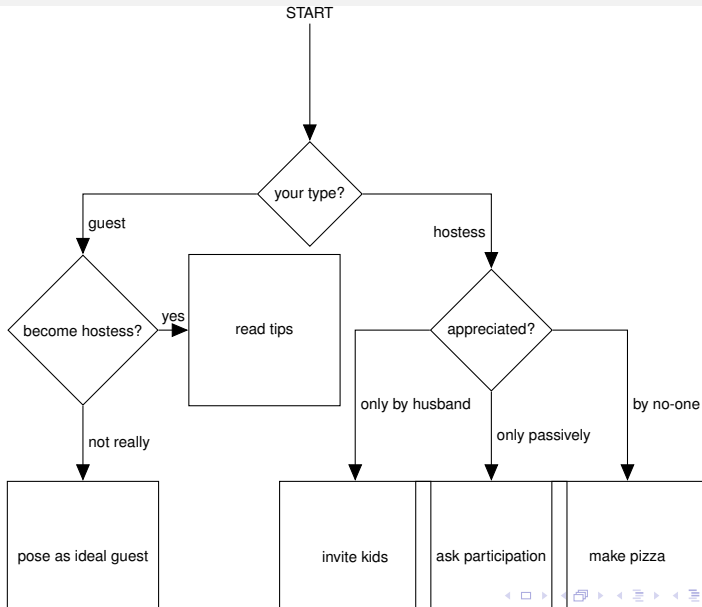 START
your type?
guest
hostess
become hostess?
yes
read tips
appreciated?
only by husband
by no-one
only passively
not really
pose as ideal guest
invite kids
ask participation
make pizza